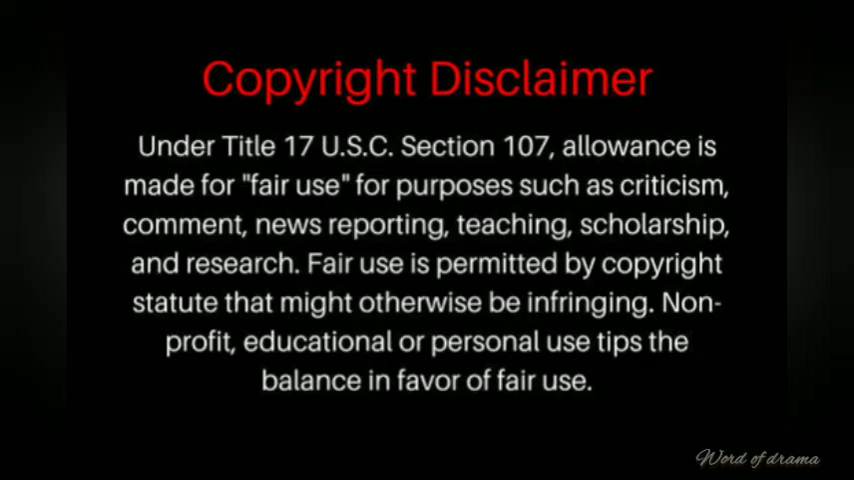 Copyright Disclaimer
Under Title 17 U.S.C. Section 107, allowance is
made for "fair use" for purposes such as criticism,
comment, news reporting, teaching, scholarship,
and research. Fair use is permitted by copyright
statute that might otherwise be infringing. Non-
profit, educational or personal use tips the
balance in favor of fair use.
Word of drama